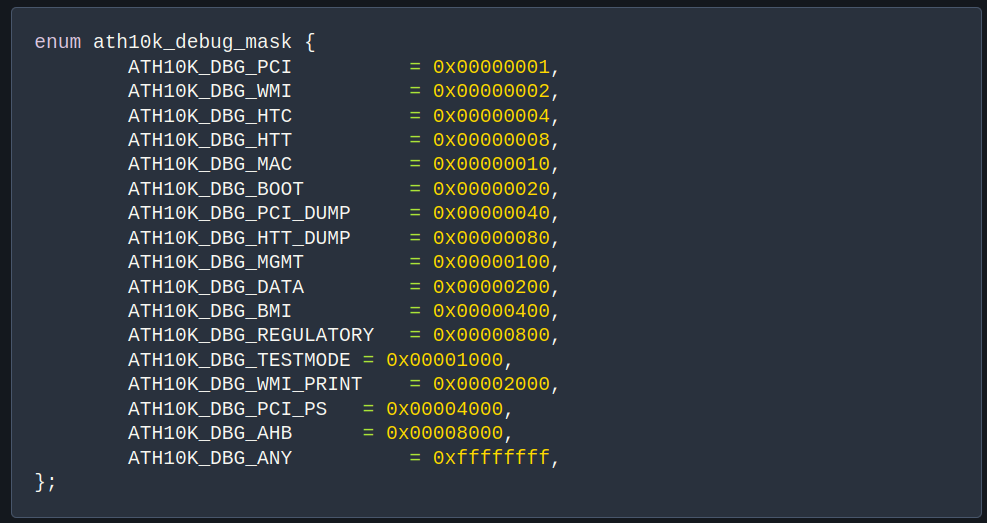 enum ath10k_debug_mask {
        ATH10K_DBG_PCI          = 0x00000001,
        ATH10K_DBG_WMI          = 0x00000002,
        ATH10K_DBG_HTC          = 0x00000004,
        ATH10K_DBG_HTT          = 0x00000008,
        ATH10K_DBG_MAC          = 0x00000010,
        ATH10K_DBG_BOOT         = 0x00000020,
        ATH10K_DBG_PCI_DUMP     = 0x00000040,
        ATH10K_DBG_HTT_DUMP     = 0x00000080,
        ATH10K_DBG_MGMT         = 0x00000100,
        ATH10K_DBG_DATA         = 0x00000200,
        ATH10K_DBG_BMI          = 0x00000400,
        ATH10K_DBG_REGULATORY   = 0x00000800,
        ATH10K_DBG_TESTMODE = 0x00001000,
        ATH10K_DBG_WMI_PRINT    = 0x00002000,
        ATH10K_DBG_PCI_PS   = 0x00004000,
        ATH10K_DBG_AHB      = 0x00008000,
        ATH10K_DBG_ANY          = 0xffffffff,
};